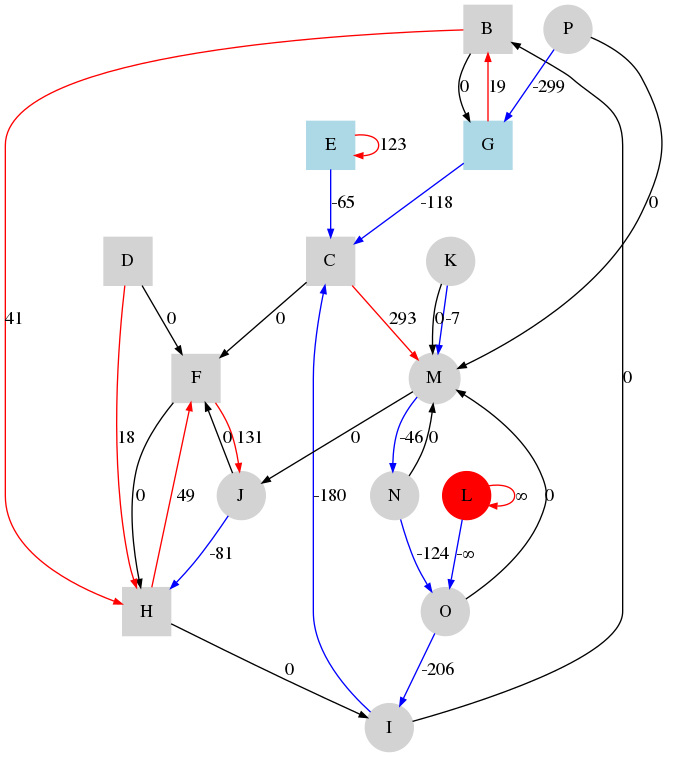 B P
0 19 -299
E 123 G
-65 -118 0
D C K
41 18 0 0 293 0 -7 0
F M
0 49 0 131 0 -46 0
J N L ∞ 0
-180
-81 -124 -∞
H O
0 -206
I